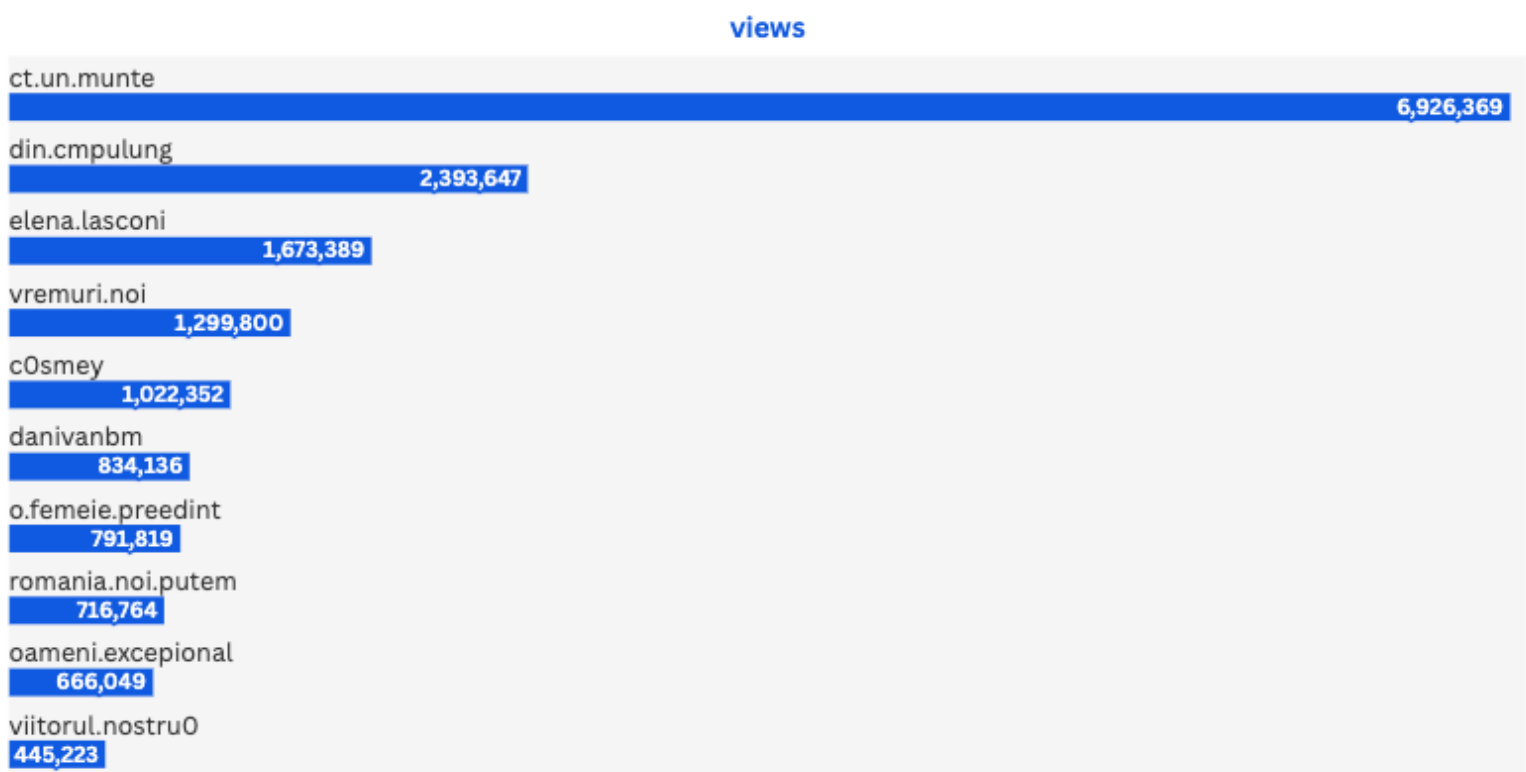 views
ct.un.munte
6,926,369
din.cmpulung
2,393,647
elena.lasconi
1,673,389
vremuri.noi
1,299,800
c0smey
1,022,352
danivanbm
834,136
o.femeie.preedint
791,819
romania.noi.putem
716,764
oameni.excepional
666,049
viitorul.nostru0
445,223